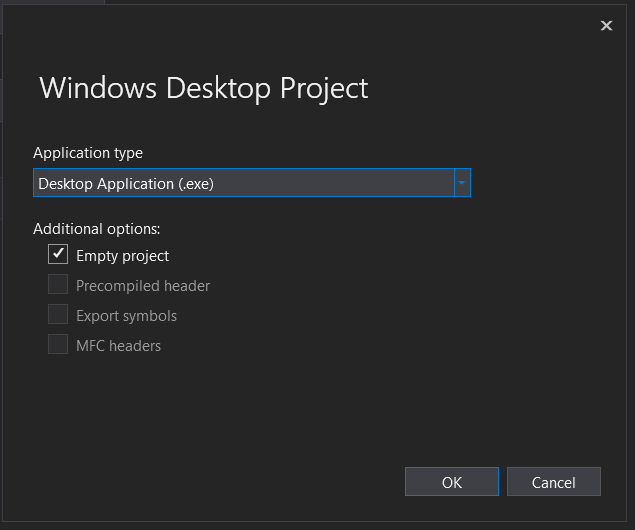 Windows Desktop Project
Application type
Desktop Application (.exe)
Additional options:
Empty project
Precompiled header
Export symbols
MFC headers
OK Cancel